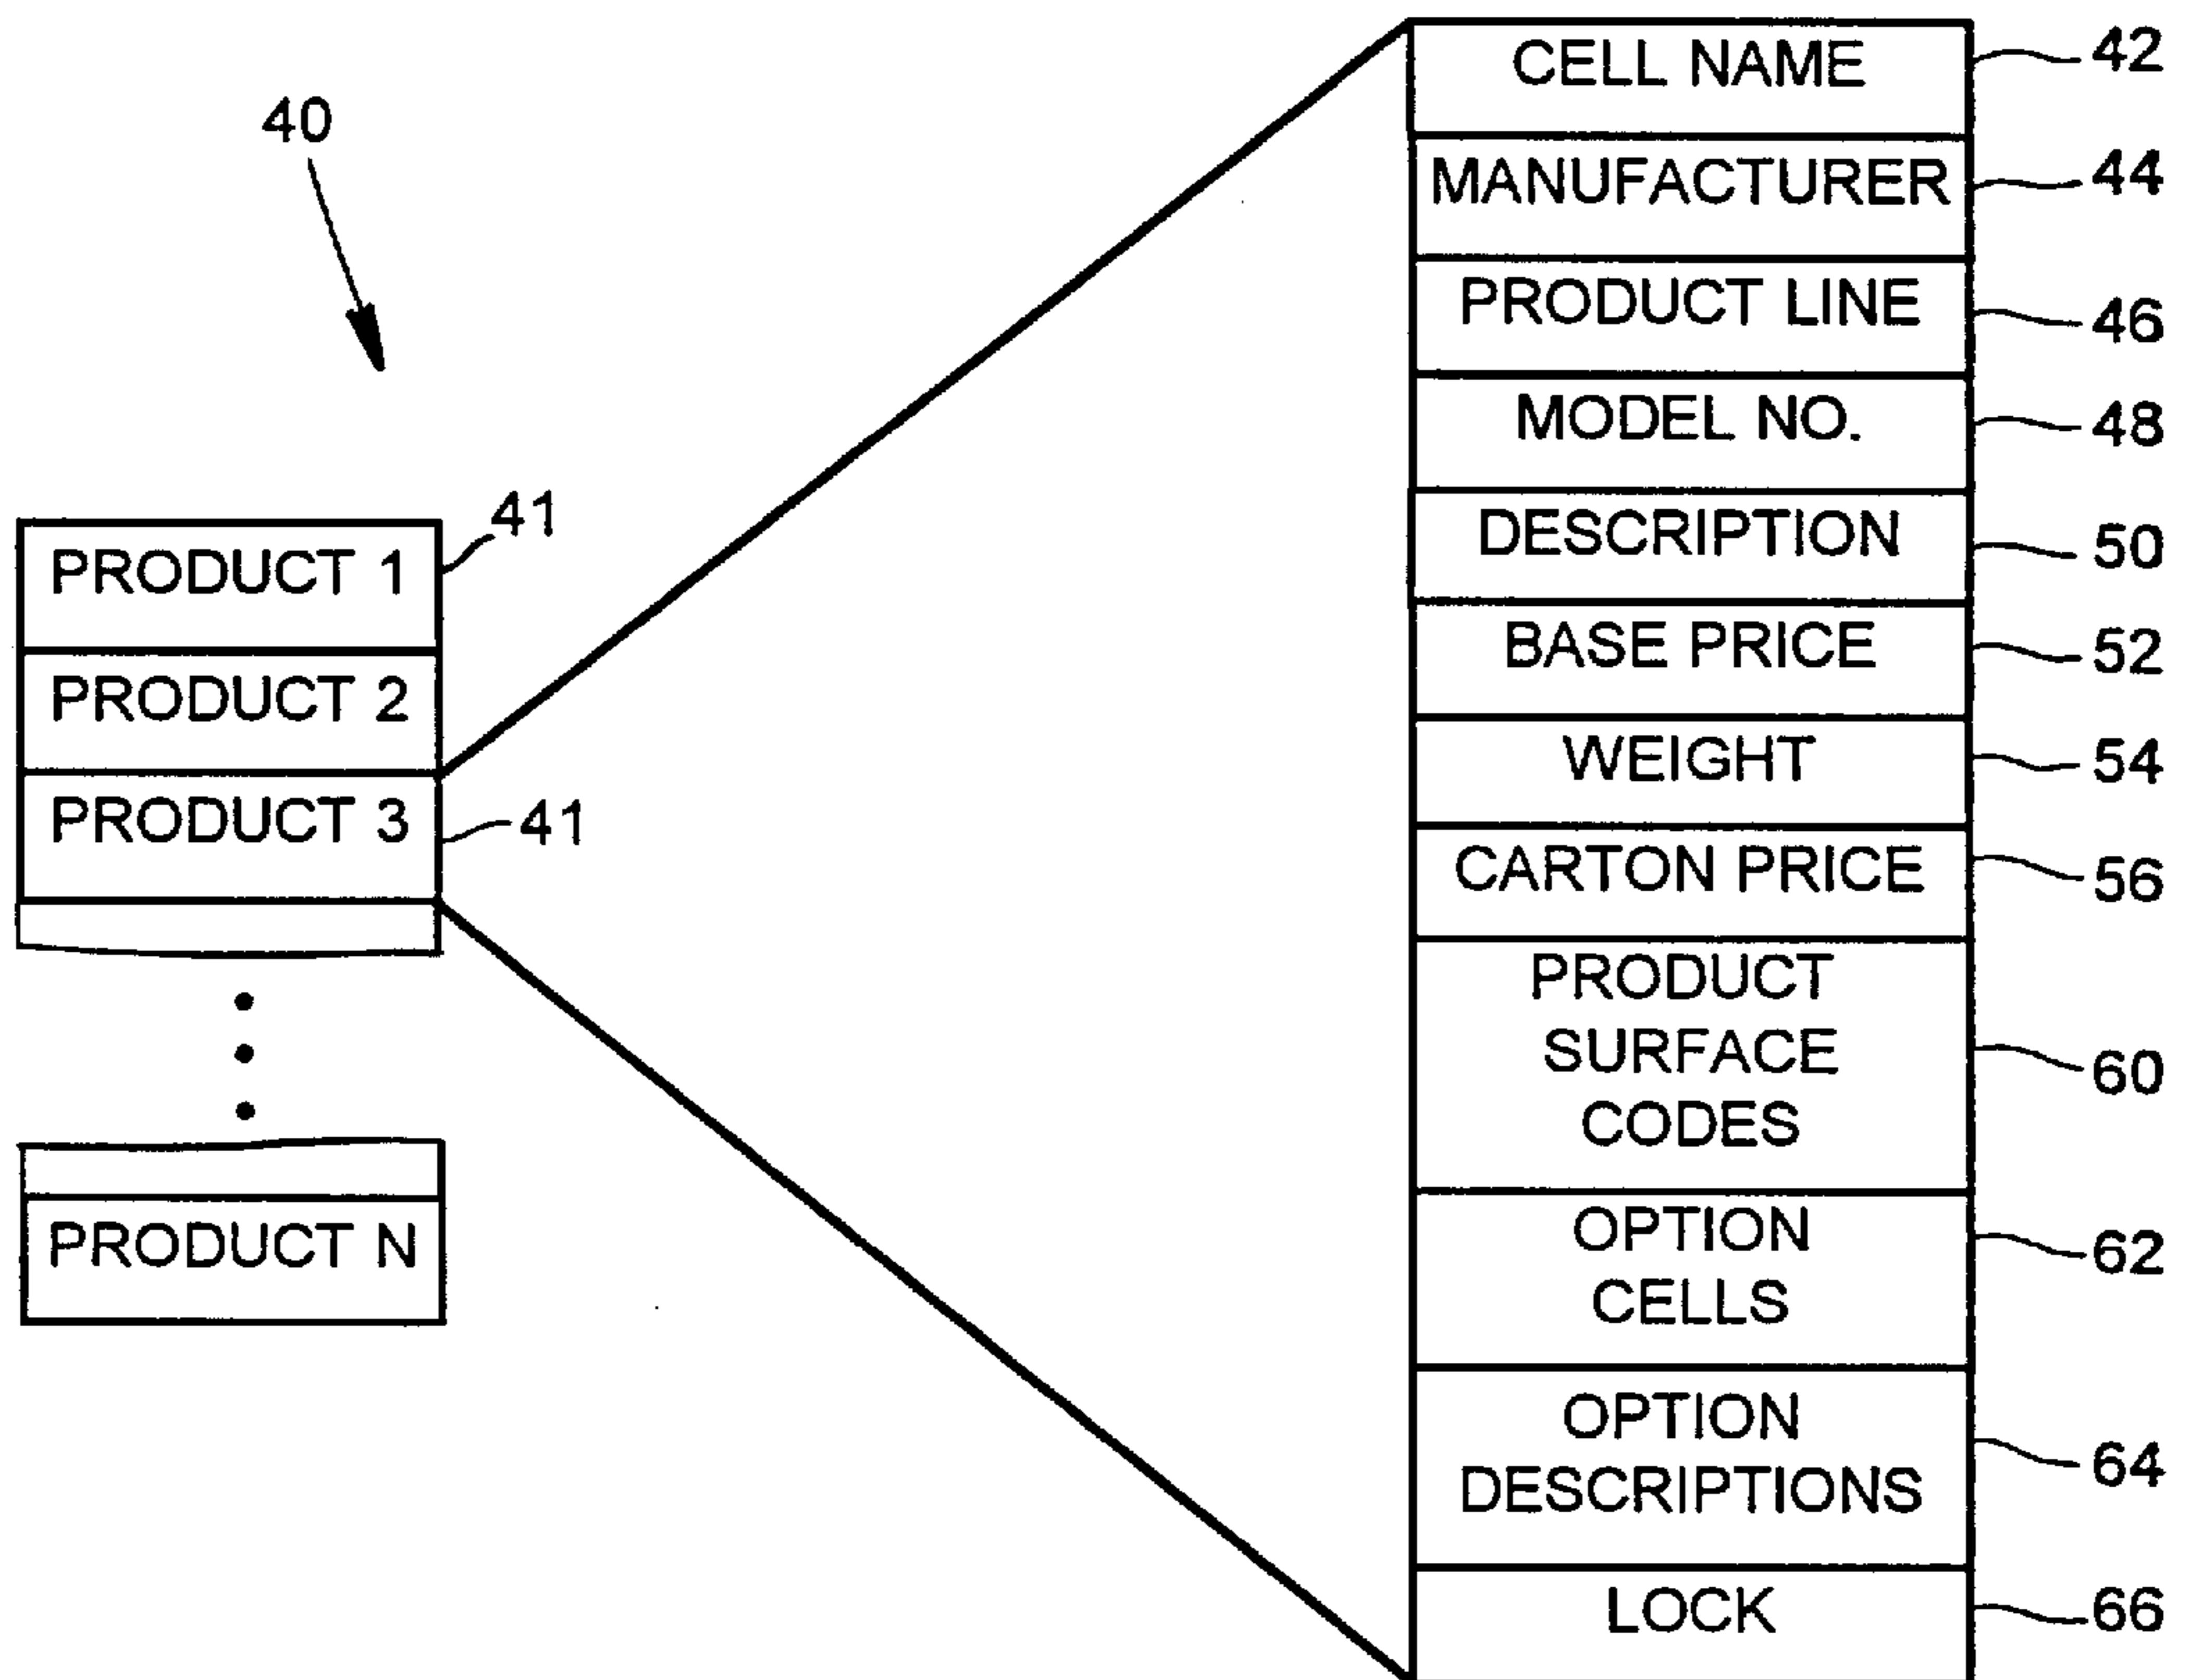 40
PRODUCT 1
41
PRODUCT 2
PRODUCT 3
41
PRODUCT N
CELL NAME
42
MANUFACTURER
44
PRODUCT LINE
46
MODEL NO.
48
DESCRIPTION
50
BASE PRICE
52
WEIGHT
54
CARTON PRICE
56
PRODUCT
SURFACE
CODES
60
OPTION
CELLS
62
OPTION
DESCRIPTIONS
64
LOCK
66